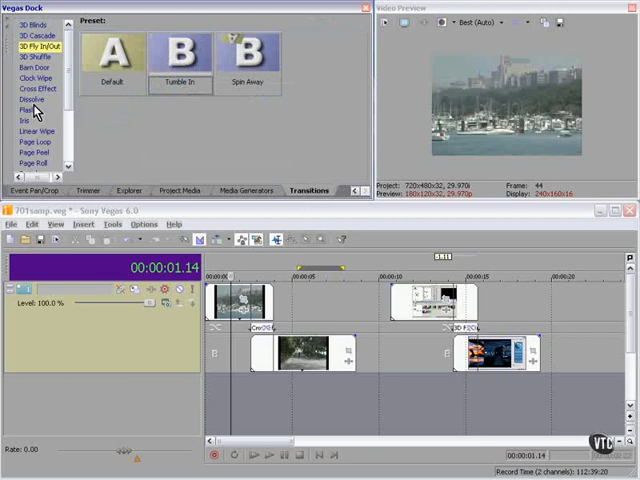 Vegas Dock
3D Blinds
3D Cascade
3D Fly In/Out
3D Shuffle
Barn Door
Clock Wipe
Cross Effect
Dissolve
Iris
Linear Wipe
Page Loop
Page Peel
Page Roll
Preset:
A
B
B
Default
Tumble In
Spin Away
Event Pan/Crop
Trimmer
Explorer
Project Media
Media Generators
Transitions
Video Preview
Best (Auto)
Project: 720x480x32, 29.970i
Frame: 44
Preview: 180x120x32, 29.970p
Display: 240x160x16
701samp.veg * - Sony Vegas 6.0
File Edit View Insert Tools Options Help
00:00:01.14
-1.11
00:00:05
00:00:10
00:00:15
00:00:20
Level: 100.0 %
Rate: 0.00
VTC
00:00:01.14
Record Time (2 channels): 112:39:20